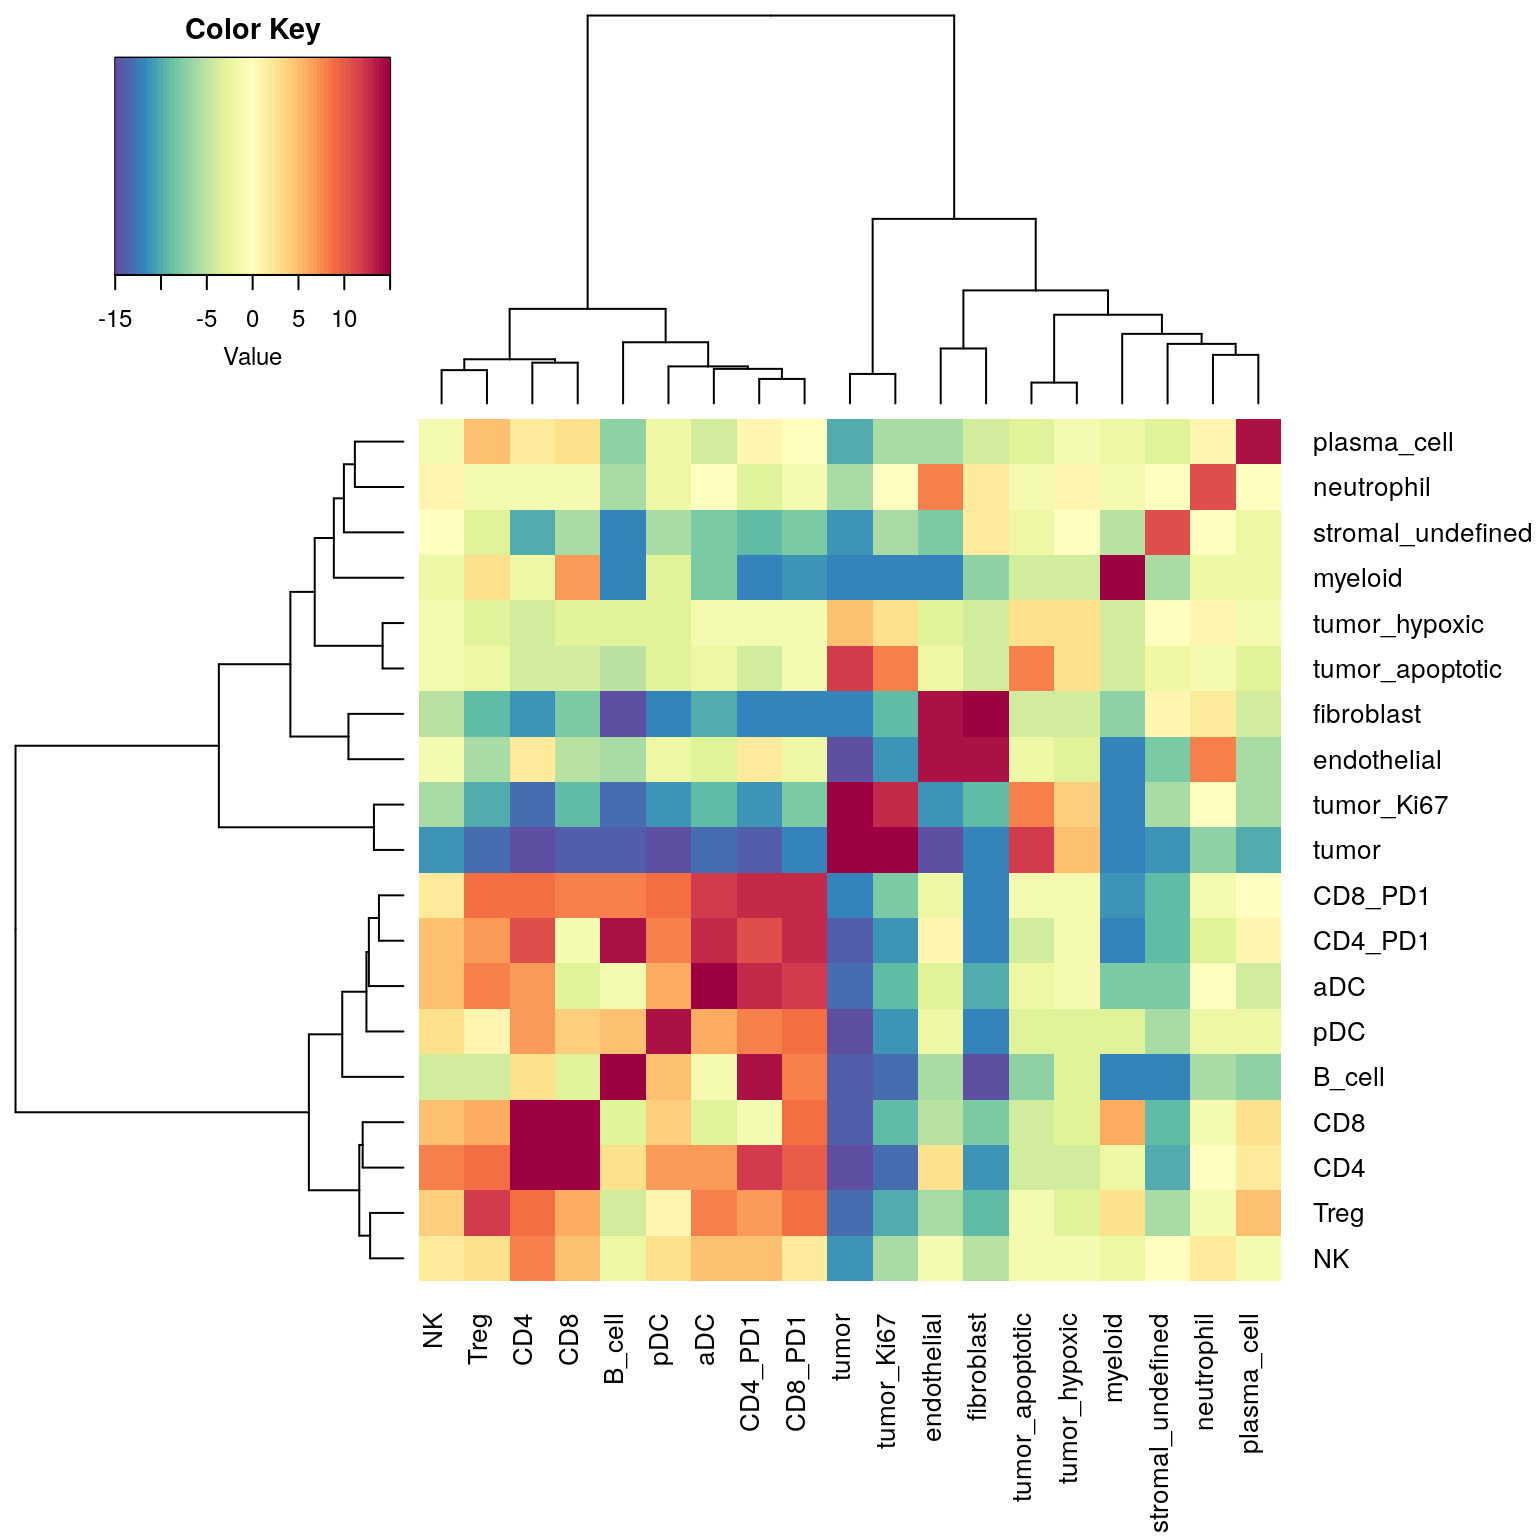 Color Key
-15 -5 0 5 10
Value
plasma_cell
neutrophil
stromal_undefined
myeloid
tumor_hypoxic
tumor_apoptotic
fibroblast
endothelial
tumor_Ki67
tumor
CD8_PD1
CD4_PD1
aDC
pDC
B_cell
CD8
CD4
Treg
NK
NK
Treg
CD4
CD8
B_cell
pDC
aDC
CD4_PD1
CD8_PD1
tumor
tumor_Ki67
endothelial
fibroblast
tumor_apoptotic
tumor_hypoxic
myeloid
stromal_undefined
neutrophil
plasma_cell